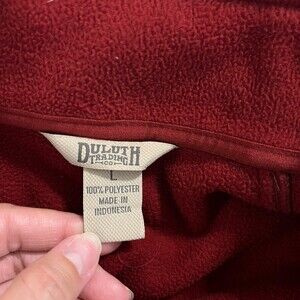 DULUTH
TRADING
CO
L
100% POLYESTER
MADE IN
INDONESIA